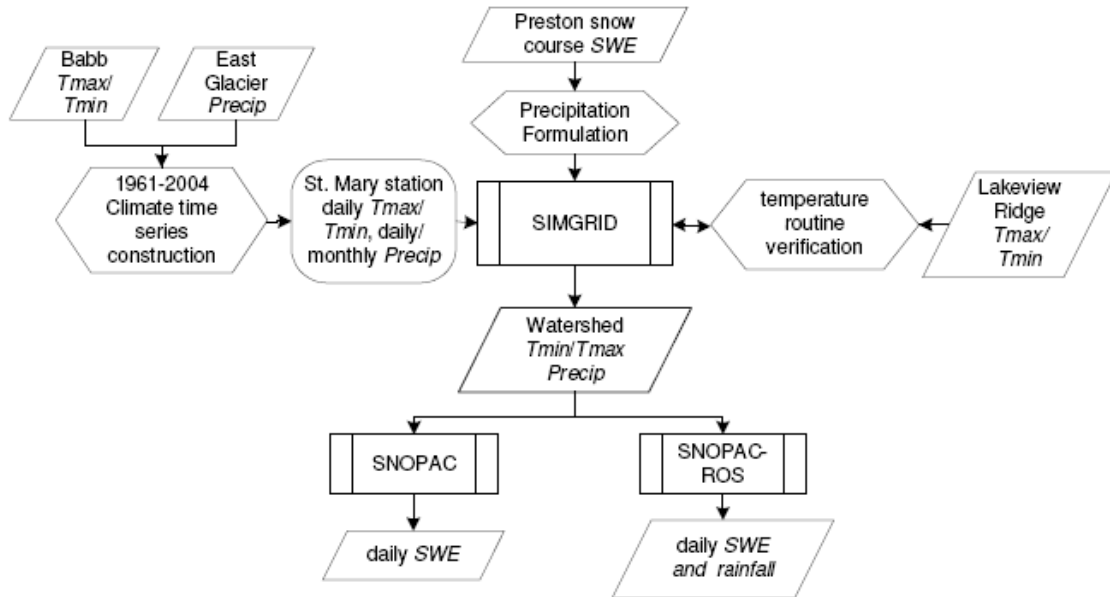 Preston snow
course SWE
Babb
Tmax/
Tmin
East
Glacier
Precip
Precipitation
Formulation
1961-2004
Climate time
series
construction
St. Mary station
daily Tmax/
Tmin, daily/
monthly Precip
SIMGRID
temperature
routine
verification
Lakeview
Ridge
Tmax/
Tmin
Watershed
Tmin/Tmax
Precip
SNOPAC
SNOPAC-
ROS
daily SWE
daily SWE
and rainfall